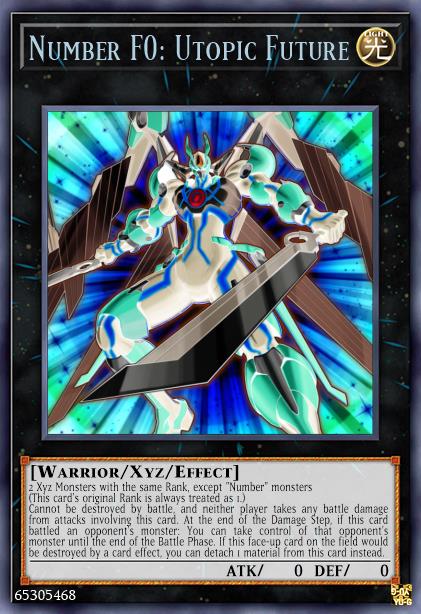 Number F0: Utopic Future
LIGHT
光
[Warrior/Xyz/Effect]
2 Xyz Monsters with the same Rank, except "Number" monsters
(This card's original Rank is always treated as 1.)
Cannot be destroyed by battle, and neither player takes any battle damage
from attacks involving this card. At the end of the Damage Step, if this card
battled an opponent's monster: You can take control of that opponent's
monster until the end of the Battle Phase. If this face-up card on the field would
be destroyed by a card effect, you can detach 1 material from this card instead.
ATK/ 0 DEF/ 0
65305468